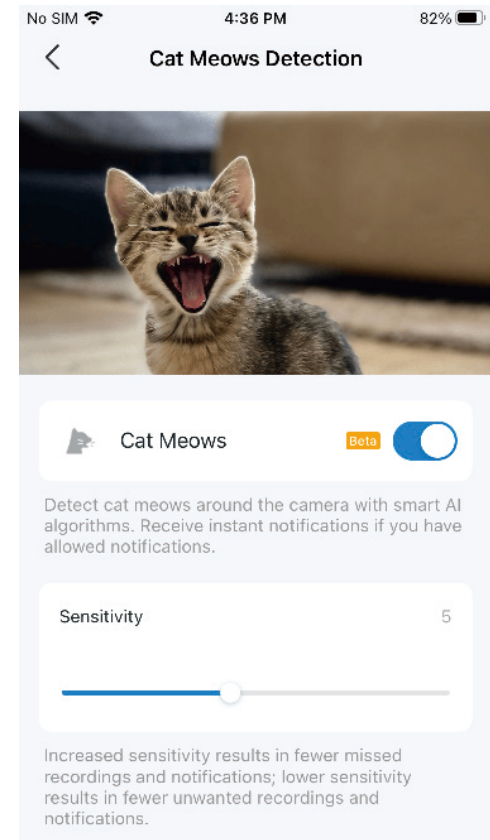 No SIM 4:36 PM 82%
Cat Meows Detection
Cat Meows Beta
Detect cat meows around the camera with smart AI
algorithms. Receive instant notifications if you have
allowed notifications.
Sensitivity 5
Increased sensitivity results in fewer missed
recordings and notifications; lower sensitivity
results in fewer unwanted recordings and
notifications.